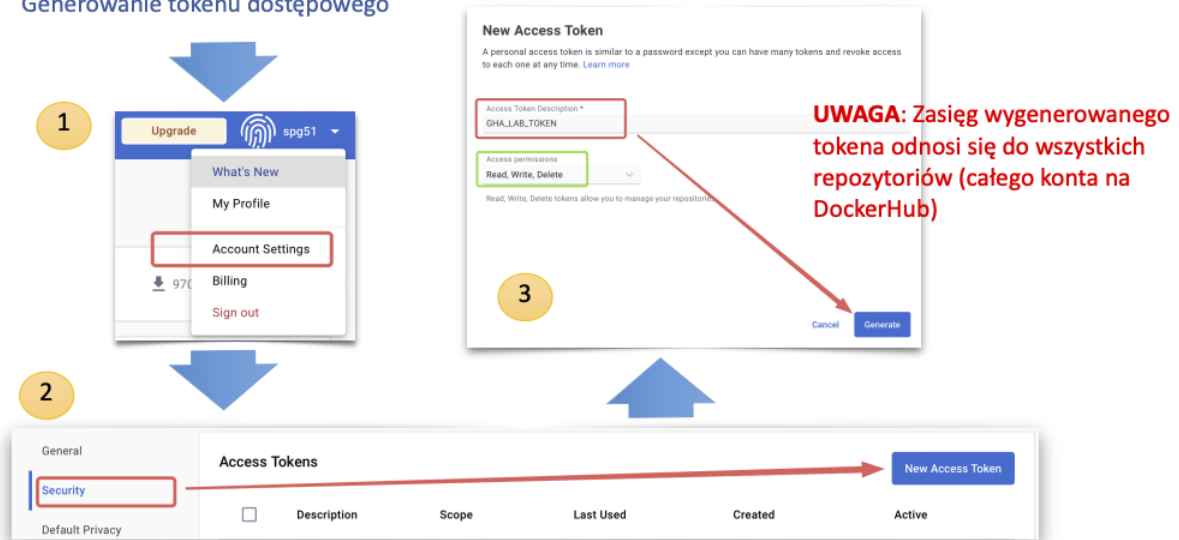 Generowanie tokenu dostępowego
1
Upgrade
spg51
What's New
My Profile
Account Settings
970
Billing
Sign out
2
General
Security
Default Privacy
Access Tokens
New Access Token
Description Scope Last Used Created Active
New Access Token
A personal access token is similar to a password except you can have many tokens and revoke access
to each one at any time. Learn more
Access Token Description *
GHA_LAB_TOKEN
Access permissions
Read, Write, Delete
Read, Write, Delete tokens allow you to manage your repositories
3
Cancel Generate
UWAGA: Zasięg wygenerowanego
tokena odnosi się do wszystkich
repozytoriów (całego konta na
DockerHub)